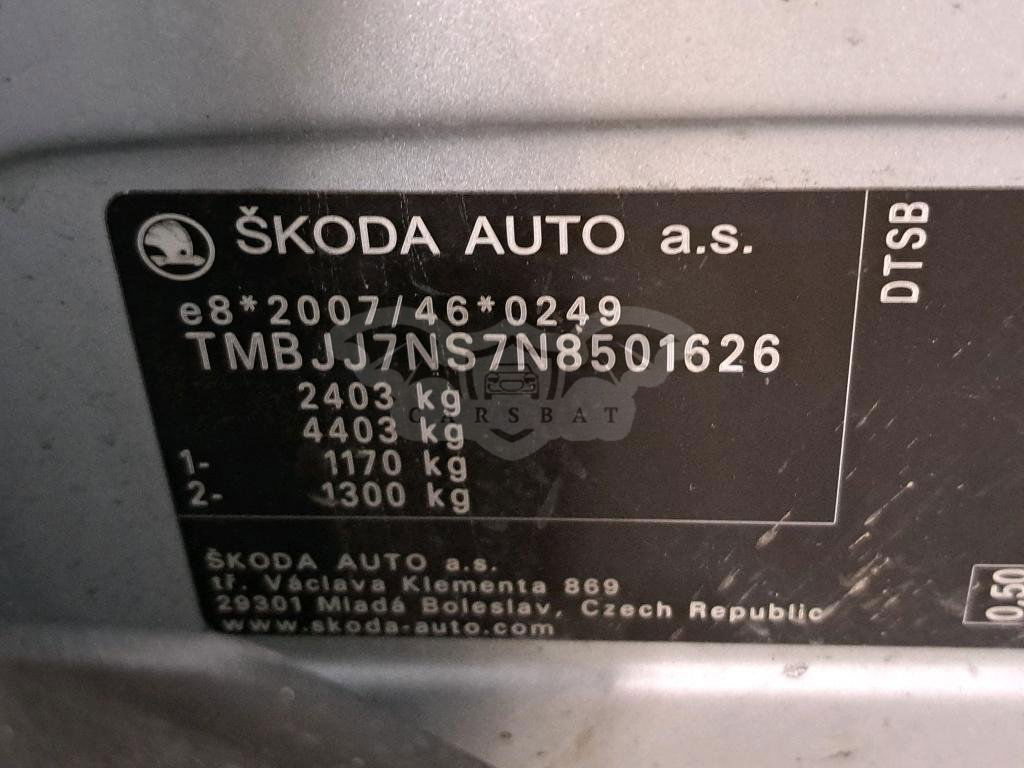 ŠKODA AUTO a.s.
e8*2007/46*0249
TMBJJ7NS7N8501626
2403 kg
4403 kg
1- 1170 kg
2- 1300 kg
ŠKODA AUTO a.s.
tř. Václava Klementa 869
29301 Mladá Boleslav, Czech Republic
www.skoda-auto.com
DTSB
0,50
CARSBAT